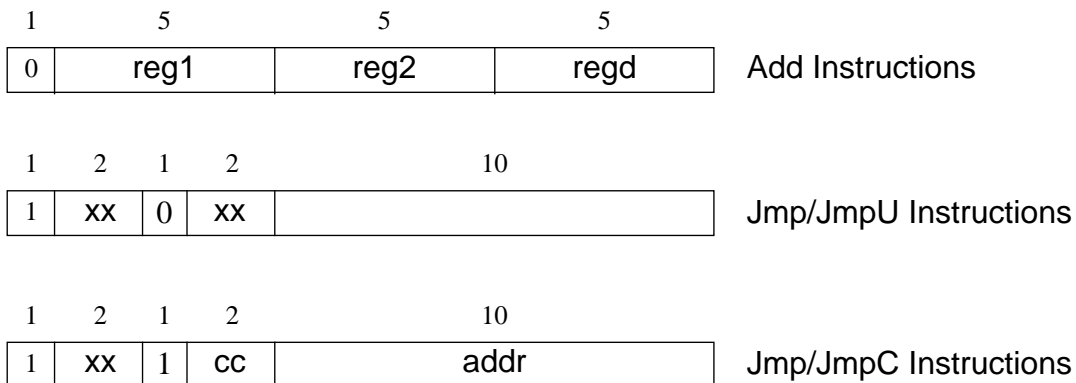 1 5 5 5
0 reg1 reg2 regd Add Instructions
1 2 1 2 10
1 xx 0 xx Jmp/JmpU Instructions
1 2 1 2 10
1 xx 1 cc addr Jmp/JmpC Instructions